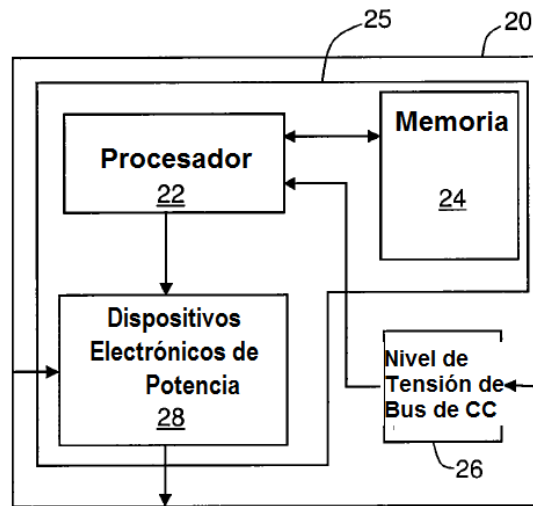 25
20
Procesador
22
Memoria
24
Dispositivos
Electrónicos de
Potencia
28
Nivel de
Tensión de
Bus de CC
26